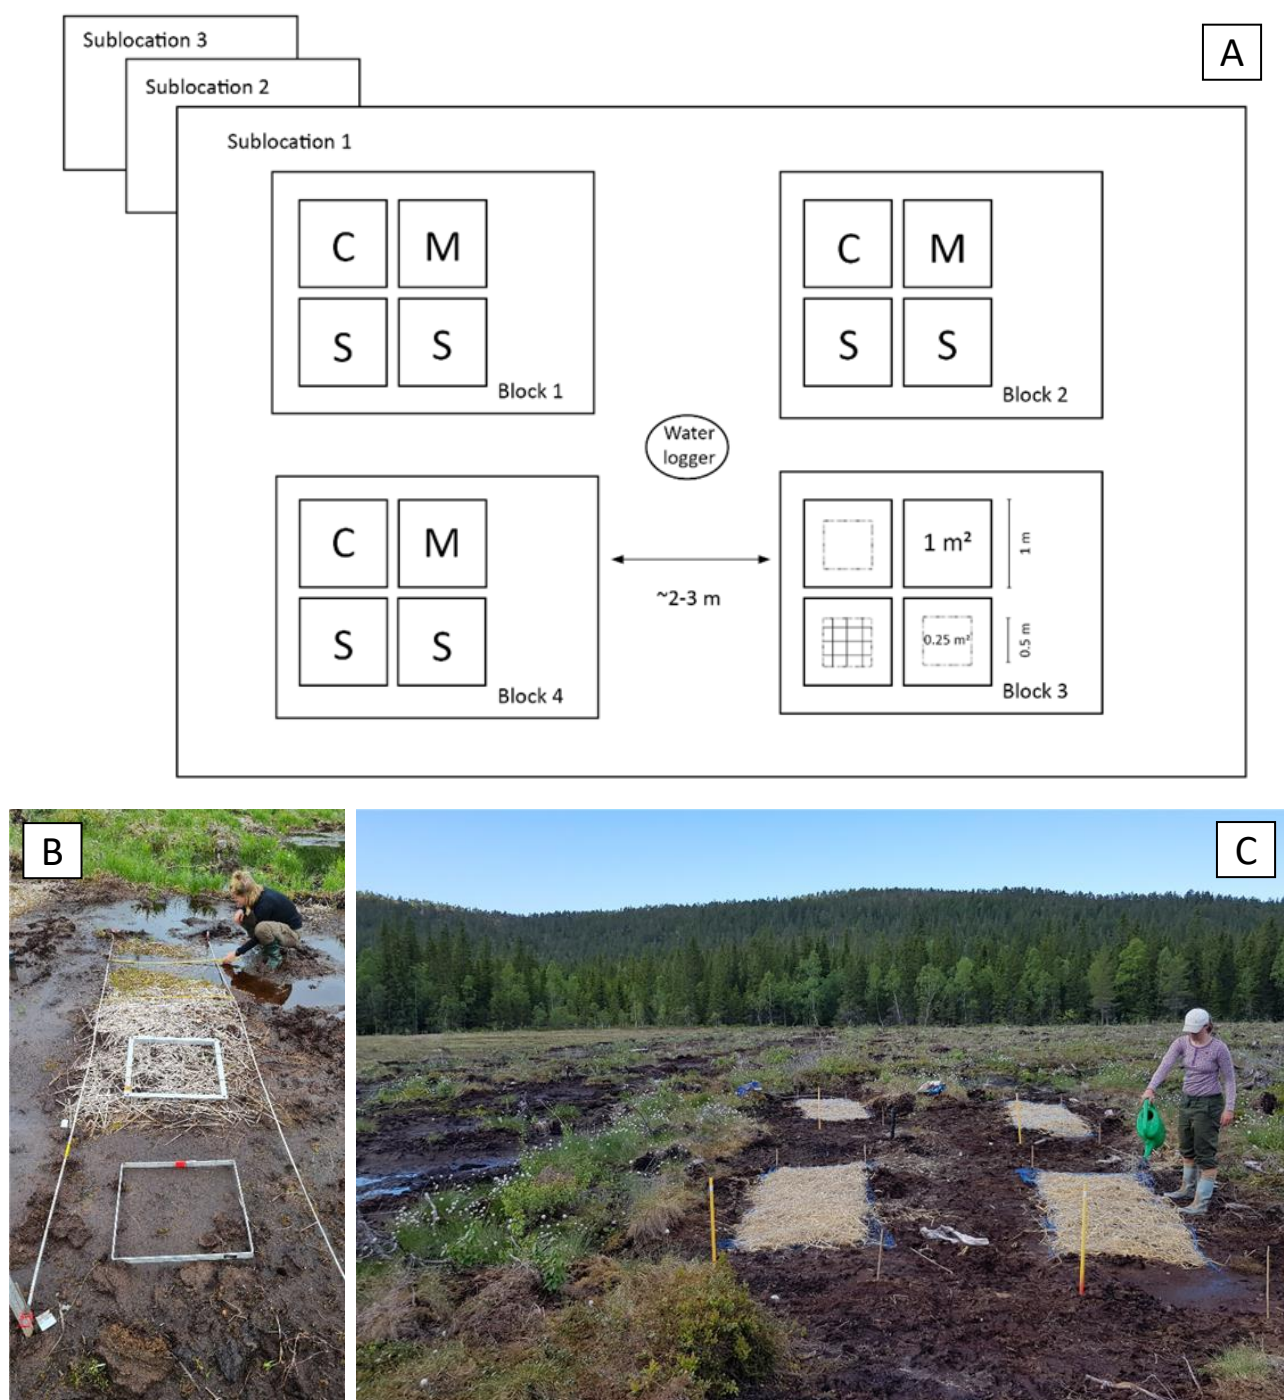 A
Sublocation 3
Sublocation 2
Sublocation 1
C M
S S
Block 1
C M
S S
Block 2
Water
logger
C M
S S
Block 4
~2-3 m
1 m²
1 m
0.25 m²
0.5 m
Block 3
B
C